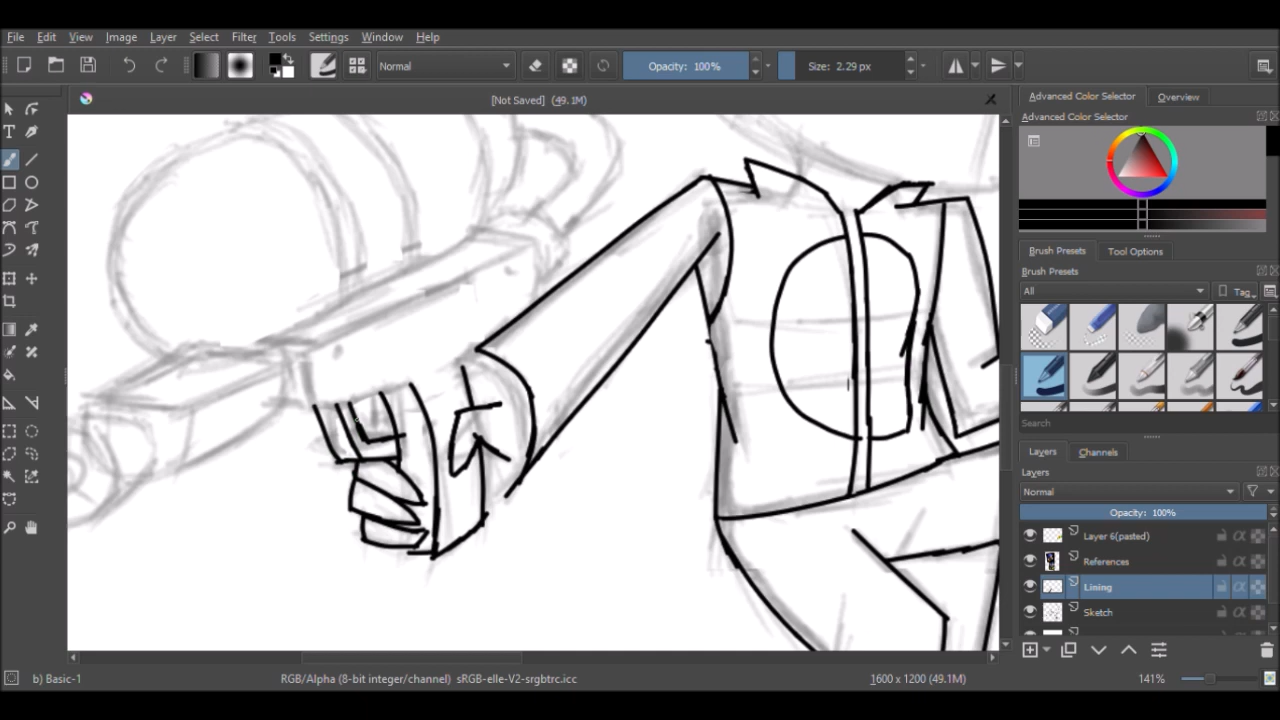 File Edit View Image Layer Select Filter Tools Settings Window Help
Normal Opacity: 100% Size: 2.29 px
[Not Saved] (49.1M)
Advanced Color Selector Overview
Advanced Color Selector
Brush Presets Tool Options
Brush Presets
All Tag
Search
Layers Channels
Layers
Normal
Opacity: 100%
Layer 6(pasted)
References
Lining
Sketch
b) Basic-1 RGB/Alpha (8-bit integer/channel) sRGB-elle-V2-srgbtrc.icc 1600 x 1200 (49.1M) 141%